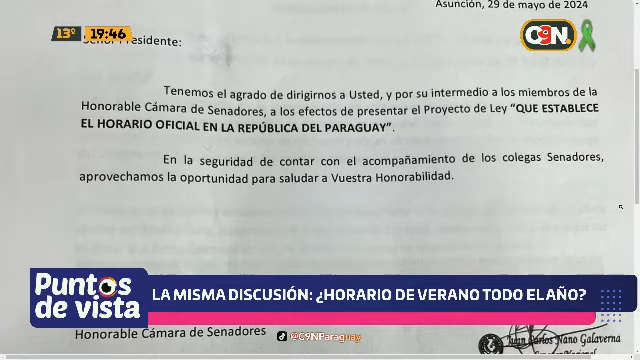 Asunción, 29 de mayo de 2024
13° 19:46
C9N
Señor Presidente:
Tenemos el agrado de dirigirnos a Usted, y por su intermedio a los miembros de la
Honorable Cámara de Senadores, a los efectos de presentar el Proyecto de Ley “QUE ESTABLECE
EL HORARIO OFICIAL EN LA REPÚBLICA DEL PARAGUAY”.
En la seguridad de contar con el acompañamiento de los colegas Senadores,
aprovechamos la oportunidad para saludar a Vuestra Honorabilidad.
Puntos
de vista
LA MISMA DISCUSIÓN: ¿HORARIO DE VERANO TODO EL AÑO?
Honorable Cámara de Senadores
@C9NParaguay
Juan Carlos Nano Galaverna